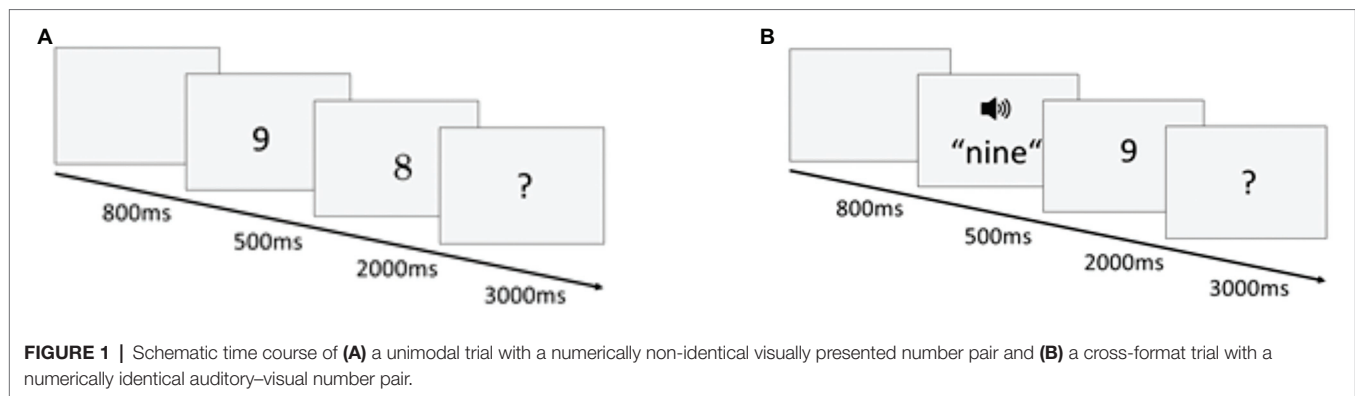 A
9
8
?
800ms
500ms
2000ms
3000ms
B
“nine“
9
?
800ms
500ms
2000ms
3000ms
FIGURE 1 | Schematic time course of (A) a unimodal trial with a numerically non-identical visually presented number pair and (B) a cross-format trial with a
numerically identical auditory–visual number pair.